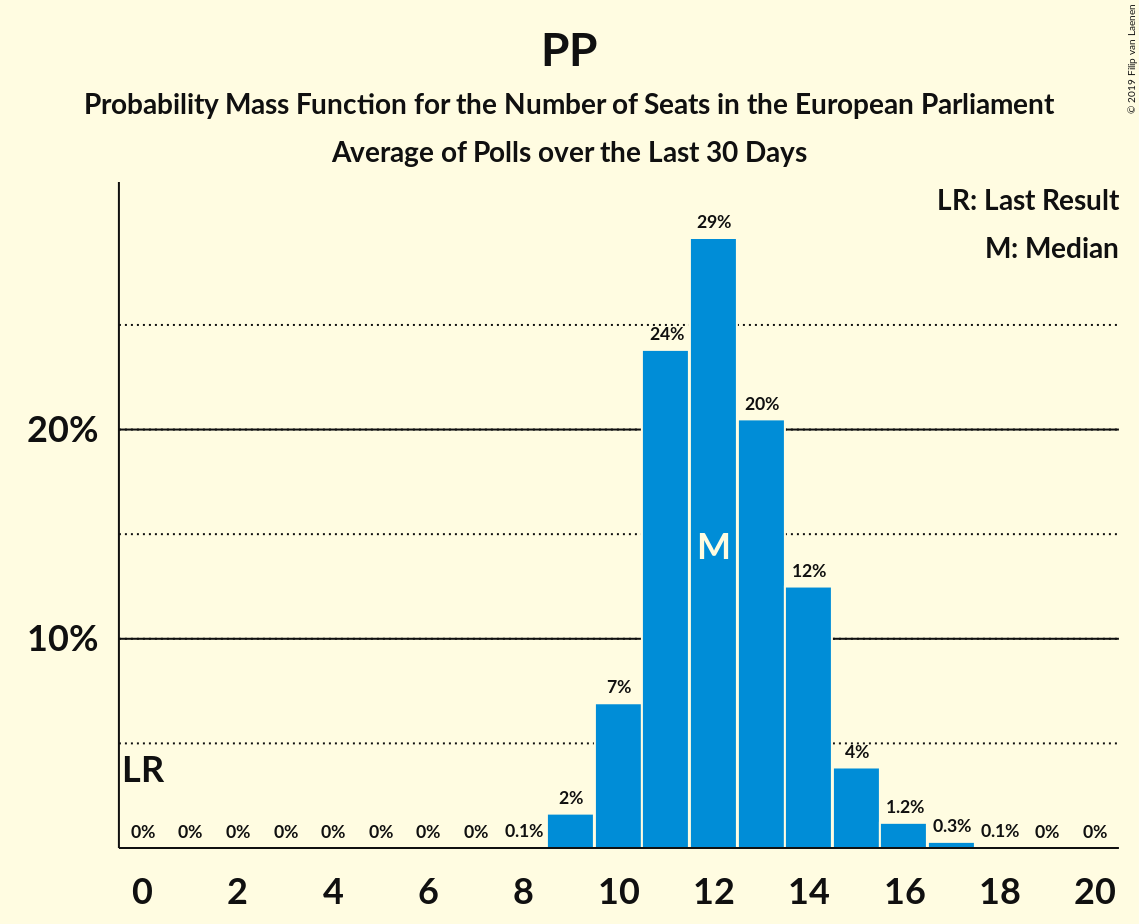 PP
Probability Mass Function for the Number of Seats in the European Parliament
Average of Polls over the Last 30 Days
© 2019 Filip van Laenen
LR: Last Result
M: Median
20%
10%
0% 0% 0% 0% 0% 0% 0% 0% 0.1% 2% 7% 24% 29% 20% 12% 4% 1.2% 0.3% 0.1% 0% 0%
M
LR
0 2 4 6 8 10 12 14 16 18 20